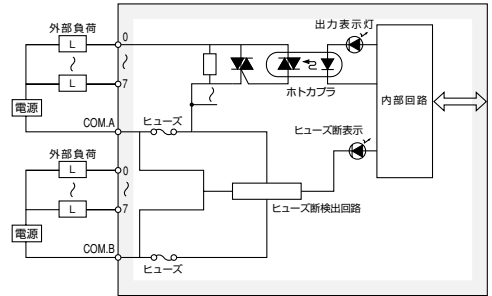 外部負荷
L
0
L
7
電源
COM.A
ヒューズ
出力表示灯
ホトカプラ
内部回路
ヒューズ断表示
外部負荷
L
0
L
7
電源
COM.B
ヒューズ
ヒューズ断検出回路